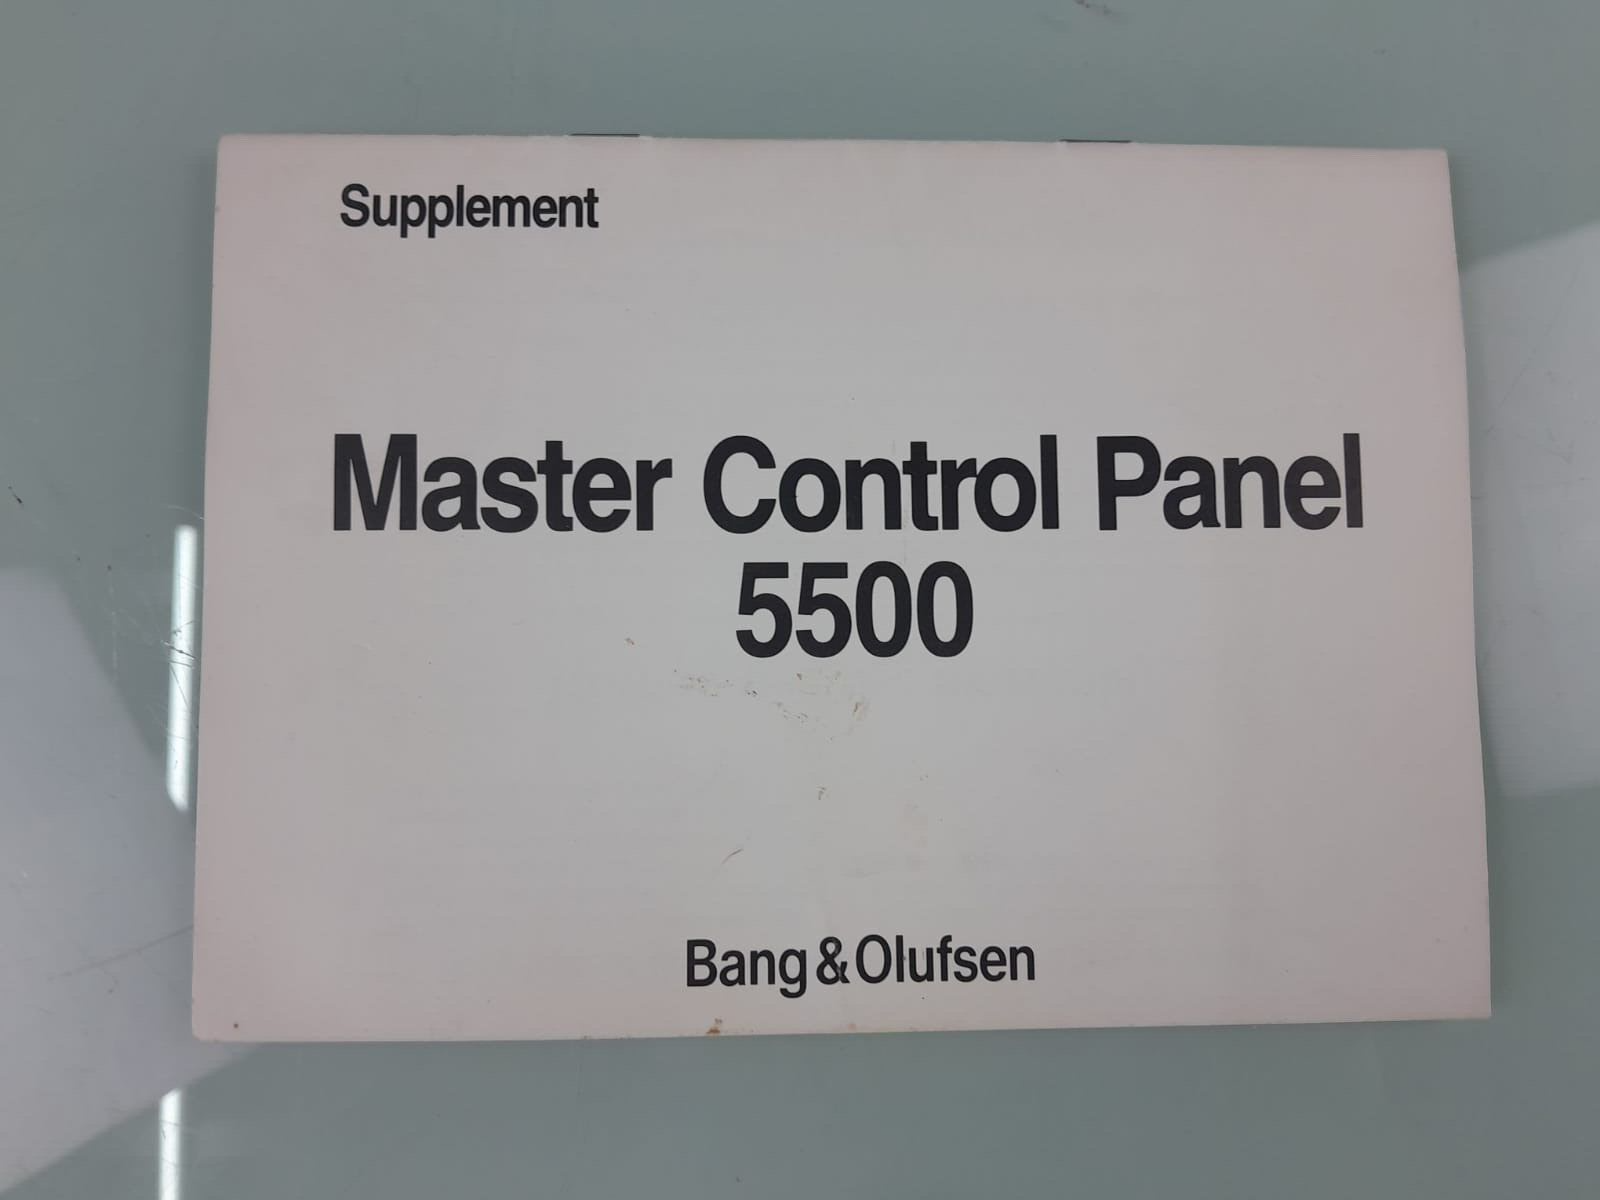 Supplement
Master Control Panel
5500
Bang & Olufsen